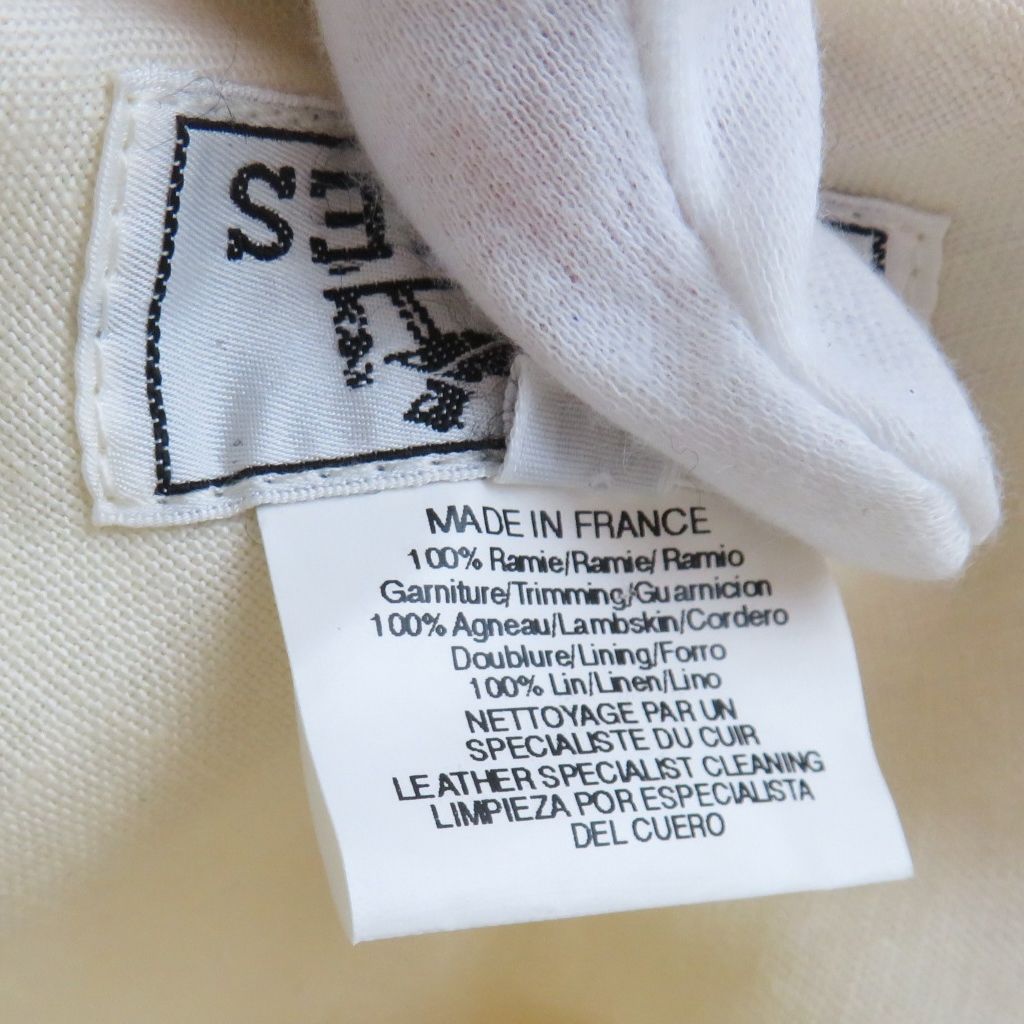 MADE IN FRANCE
100% Ramie/Ramie/ Ramio
Garniture/Trimming/Guarnicion
100% Agneau/Lambskin/Cordero
Doublure/Lining/Forro
100% Lin/Linen/Lino
NETTOYAGE PAR UN
SPECIALISTE DU CUIR
LEATHER SPECIALIST CLEANING
LIMPIEZA POR ESPECIALISTA
DEL CUERO